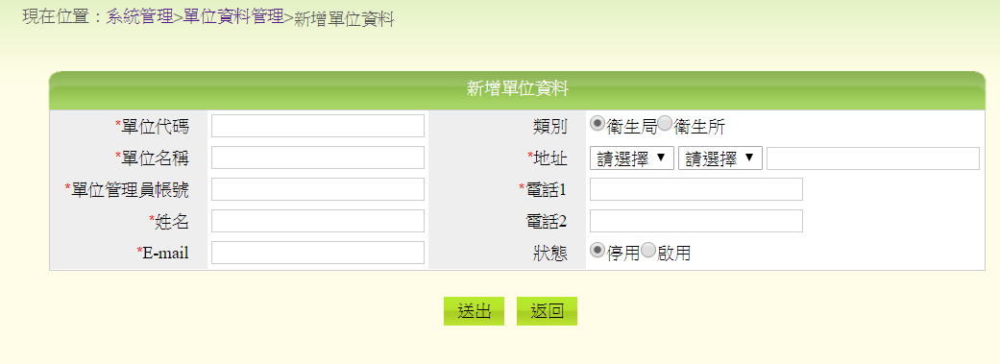 現在位置：系統管理>單位資料管理>新增單位資料
新增單位資料
*單位代碼 類別 衛生局 衛生所
*單位名稱 *地址 請選擇 請選擇
*單位管理員帳號 *電話1
*姓名 電話2
*E-mail 狀態 停用 啟用
送出 返回